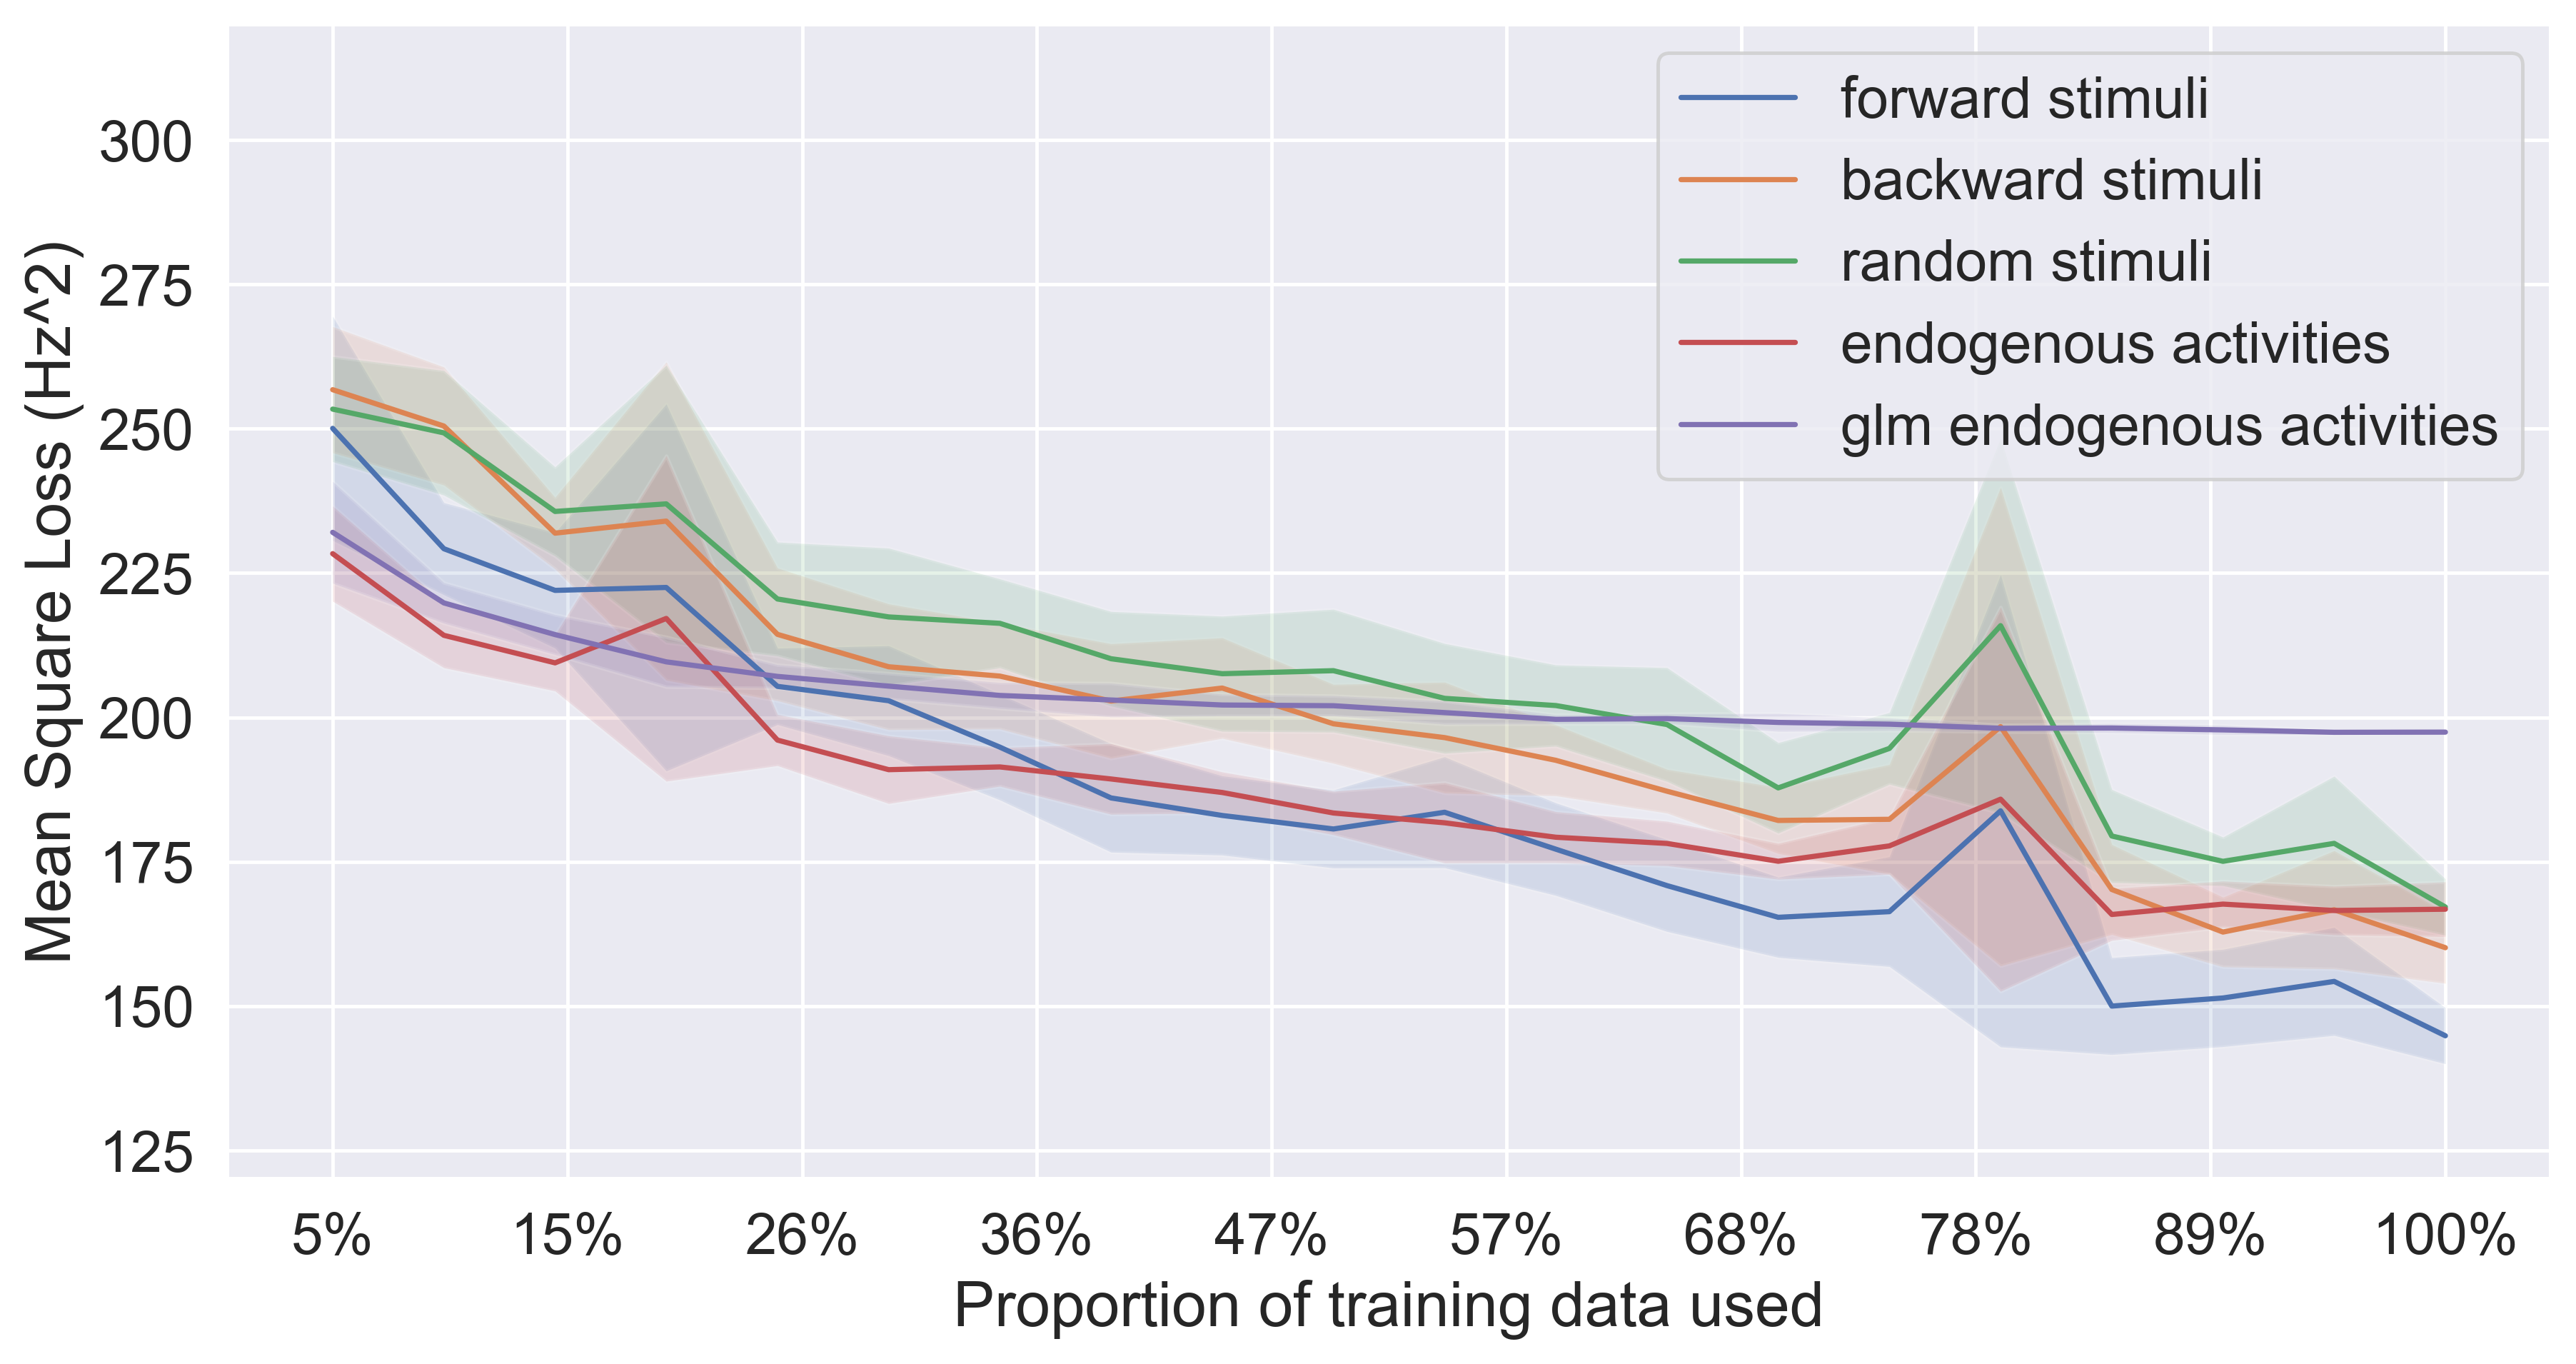 forward stimuli
backward stimuli
random stimuli
endogenous activities
glm endogenous activities
Mean Square Loss (Hz^2)
300
275
250
225
200
175
150
125
5% 15% 26% 36% 47% 57% 68% 78% 89% 100%
Proportion of training data used